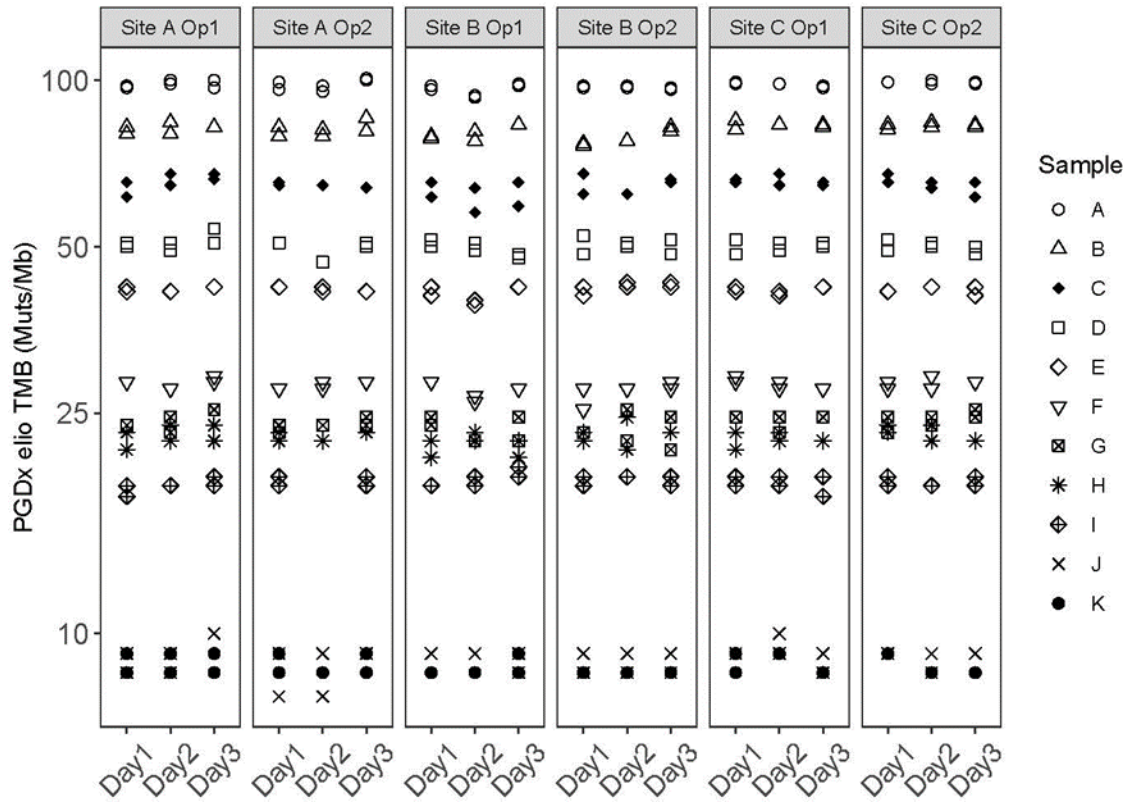 Site A Op1
Site A Op2
Site B Op1
Site B Op2
Site C Op1
Site C Op2
PGDx elio TMB (Muts/Mb)
100
50
25
10
Day1 Day2 Day3
Day1 Day2 Day3
Day1 Day2 Day3
Day1 Day2 Day3
Day1 Day2 Day3
Day1 Day2 Day3
Sample
A
B
C
D
E
F
G
H
I
J
K